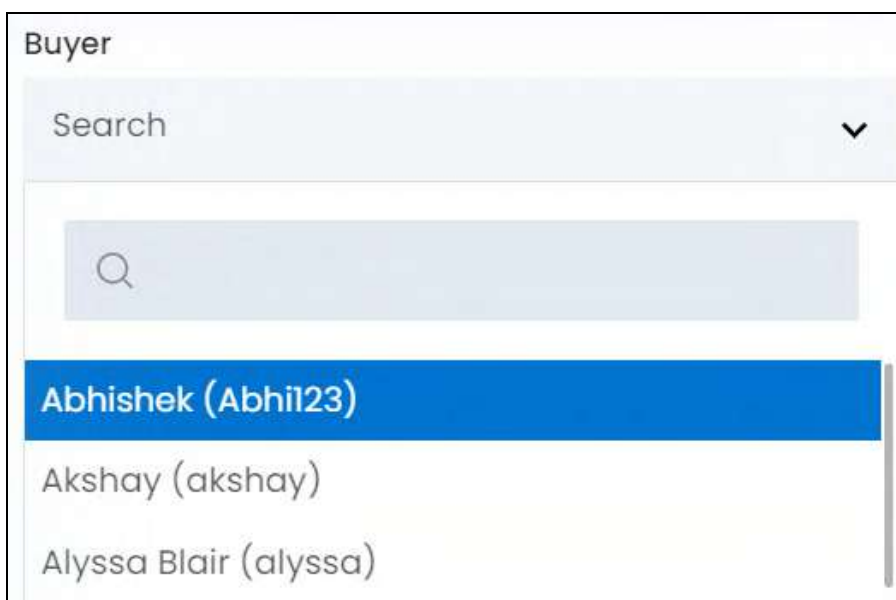 Buyer
Search
Abhishek (Abhi123)
Akshay (akshay)
Alyssa Blair (alyssa)